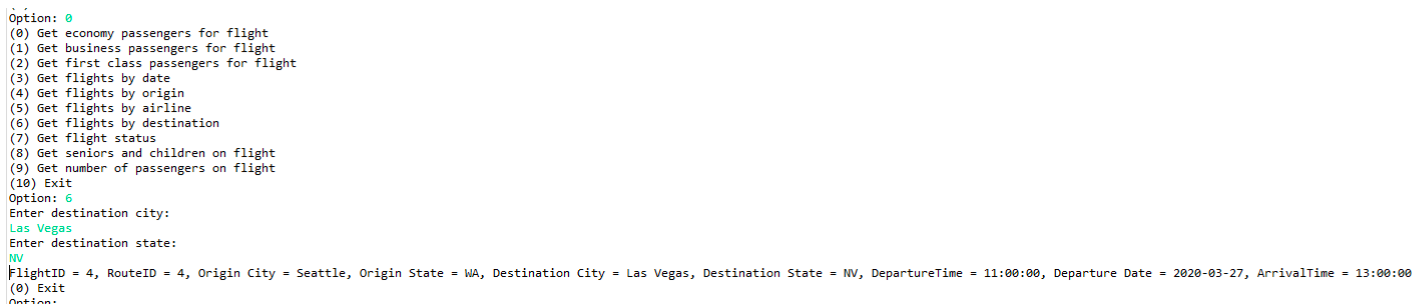 Option: 0
(0) Get economy passengers for flight
(1) Get business passengers for flight
(2) Get first class passengers for flight
(3) Get flights by date
(4) Get flights by origin
(5) Get flights by airline
(6) Get flights by destination
(7) Get flight status
(8) Get seniors and children on flight
(9) Get number of passengers on flight
(10) Exit
Option: 6
Enter destination city:
Las Vegas
Enter destination state:
NV
FlightID = 4, RouteID = 4, Origin City = Seattle, Origin State = WA, Destination City = Las Vegas, Destination State = NV, DepartureTime = 11:00:00, Departure Date = 2020-03-27, ArrivalTime = 13:00:00
(0) Exit
Option: